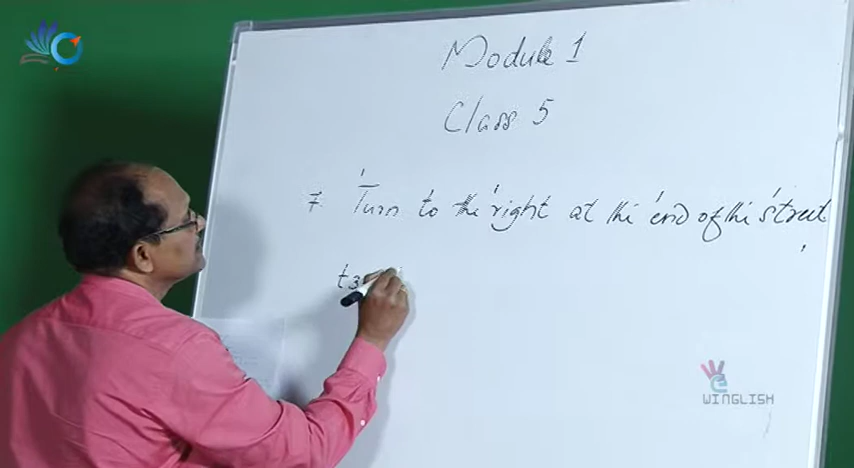 Module 1
Class 5
7. Turn to the right at the end of the street
WINGLISH